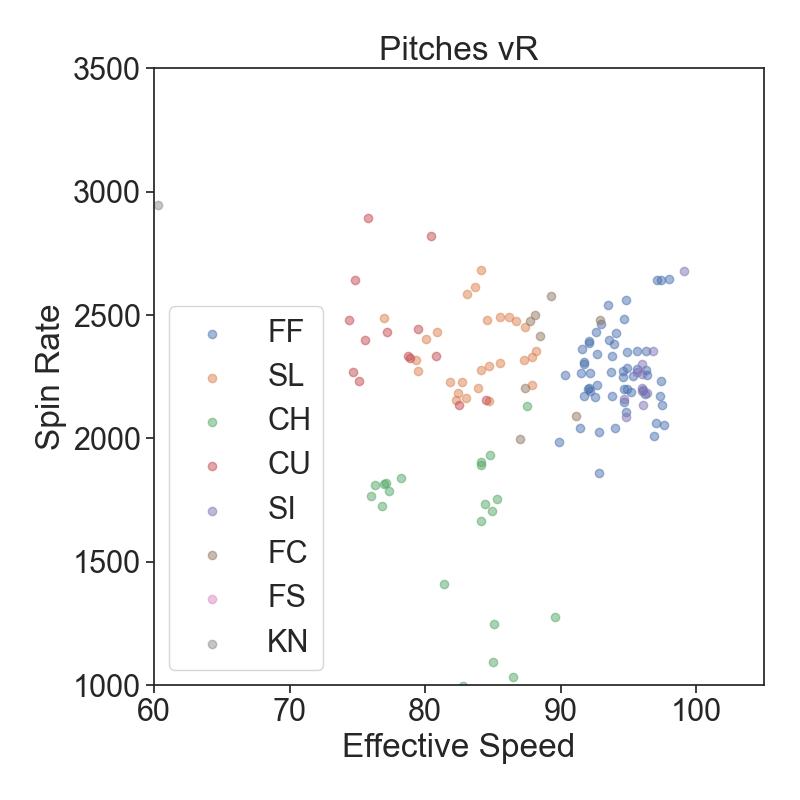 Pitches vR
3500
3000
2500
2000
1500
1000
Spin Rate
FF
SL
CH
CU
SI
FC
FS
KN
60 70 80 90 100
Effective Speed